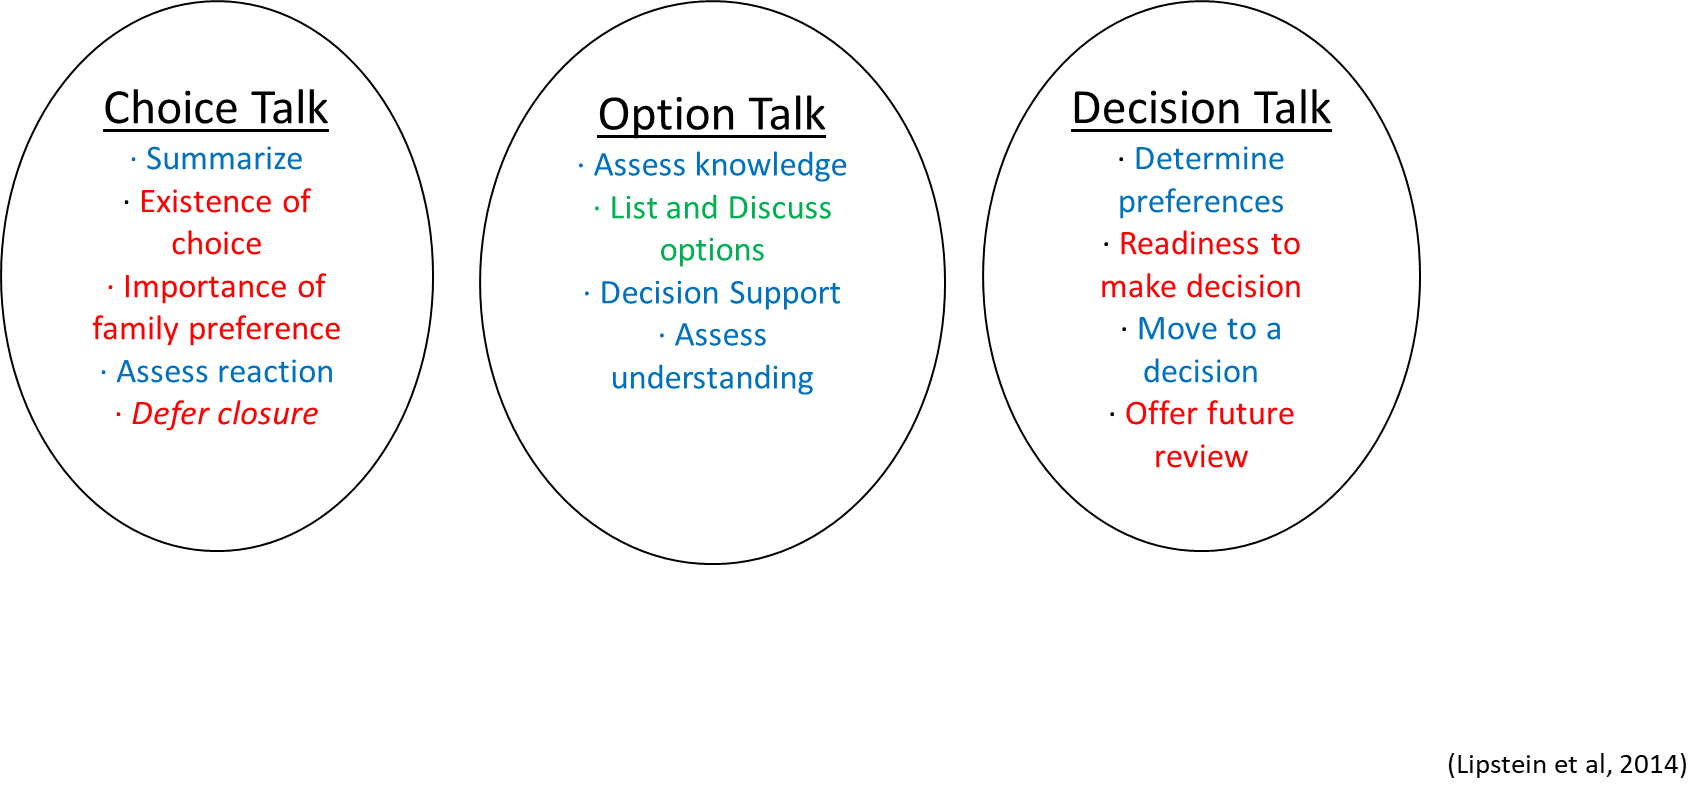 Choice Talk
· Summarize
· Existence of
choice
· Importance of
family preference
· Assess reaction
· Defer closure
Option Talk
· Assess knowledge
· List and Discuss
options
· Decision Support
· Assess
understanding
Decision Talk
· Determine
preferences
· Readiness to
make decision
· Move to a
decision
· Offer future
review
(Lipstein et al, 2014)